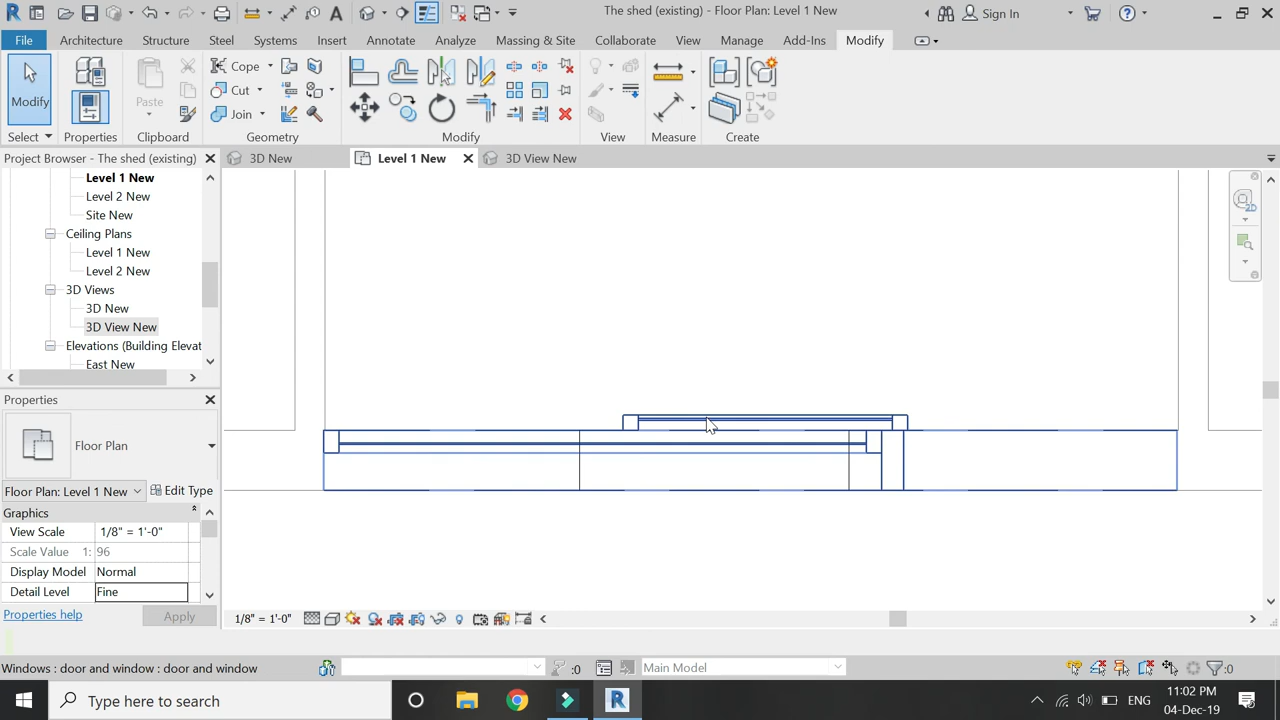 The shed (existing) - Floor Plan: Level 1 New
Sign In
File
Architecture
Structure
Steel
Systems
Insert
Annotate
Analyze
Massing & Site
Collaborate
View
Manage
Add-Ins
Modify
Modify
Paste
Cope
Cut
Join
Select
Properties
Clipboard
Geometry
Modify
View
Measure
Create
Project Browser - The shed (existing)
3D New
Level 1 New
3D View New
Level 1 New
Level 2 New
Site New
Ceiling Plans
Level 1 New
Level 2 New
3D Views
3D New
3D View New
Elevations (Building Elevat
East New
Properties
Floor Plan
Floor Plan: Level 1 New
Edit Type
Graphics
View Scale 1/8" = 1'-0"
Scale Value 1: 96
Display Model Normal
Detail Level Fine
Properties help
Apply
1/8" = 1'-0"
Windows : door and window : door and window
:0
Main Model
:0
Type here to search
ENG
11:02 PM
04-Dec-19
2D